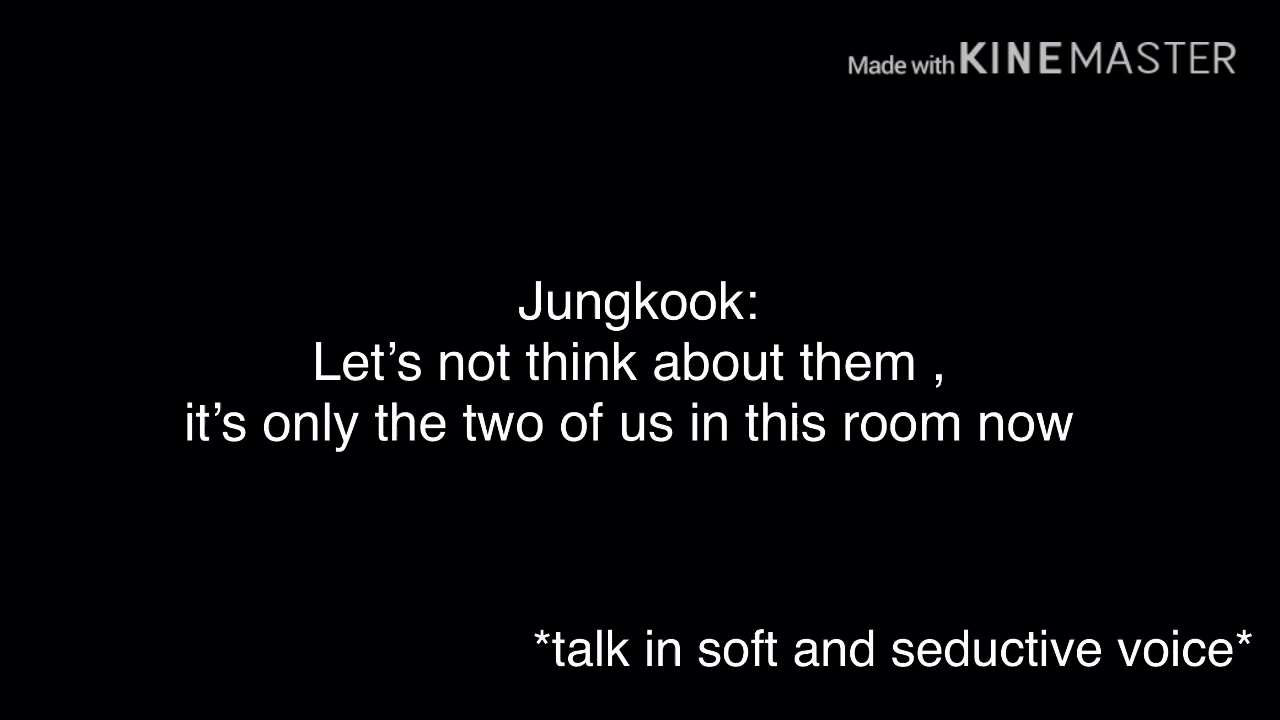 Made with KINEMASTER
Jungkook:
Let’s not think about them ,
it’s only the two of us in this room now
*talk in soft and seductive voice*